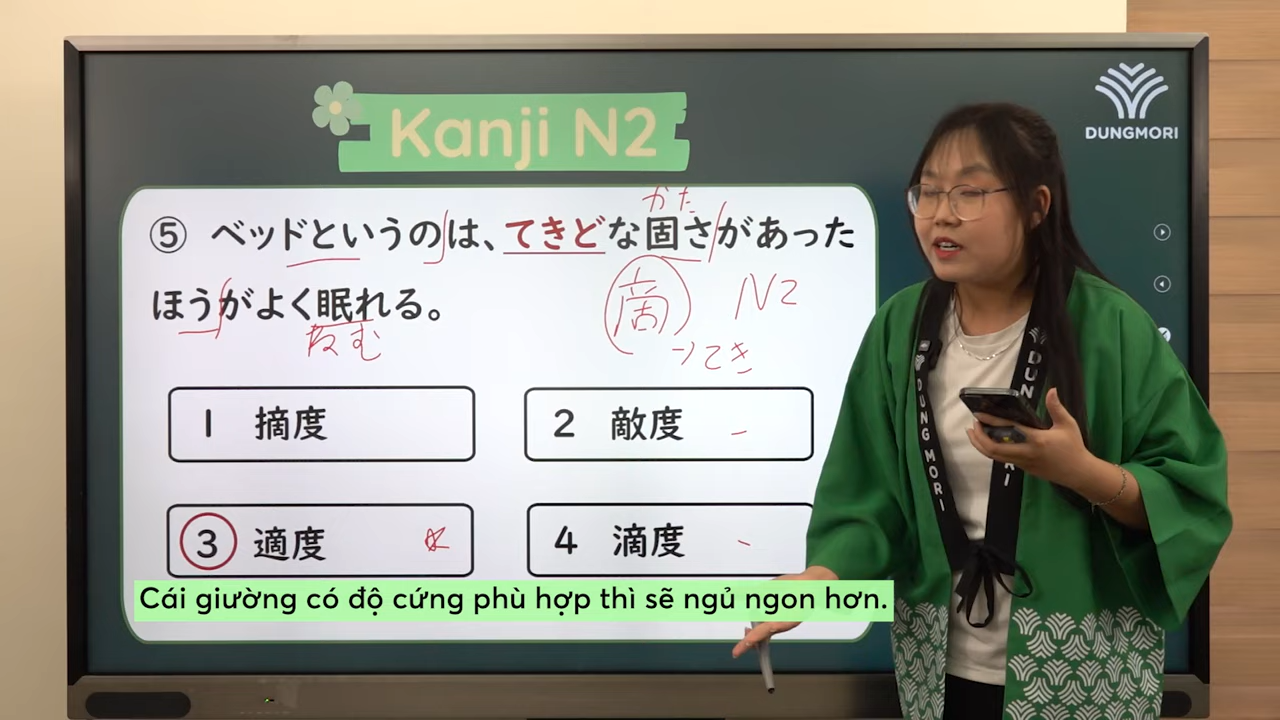 Kanji N2
DUNGMORI
かた
⑤ ベッドというのは、てきどな固さがあった
ほうがよく眠れる。
ねむ
啇 N2
→てき
1 摘度
2 敵度
3 適度
4 滴度
Cái giường có độ cứng phù hợp thì sẽ ngủ ngon hơn.
DUNG MORI